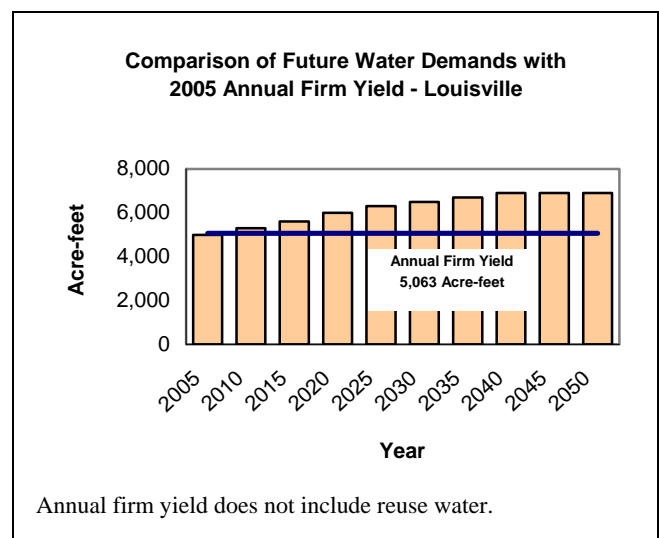 Comparison of Future Water Demands with
2005 Annual Firm Yield - Louisville
8,000
6,000
4,000
2,000
0
Acre-feet
Annual Firm Yield
5,063 Acre-feet
2005
2010
2015
2020
2025
2030
2035
2040
2045
2050
Year
Annual firm yield does not include reuse water.